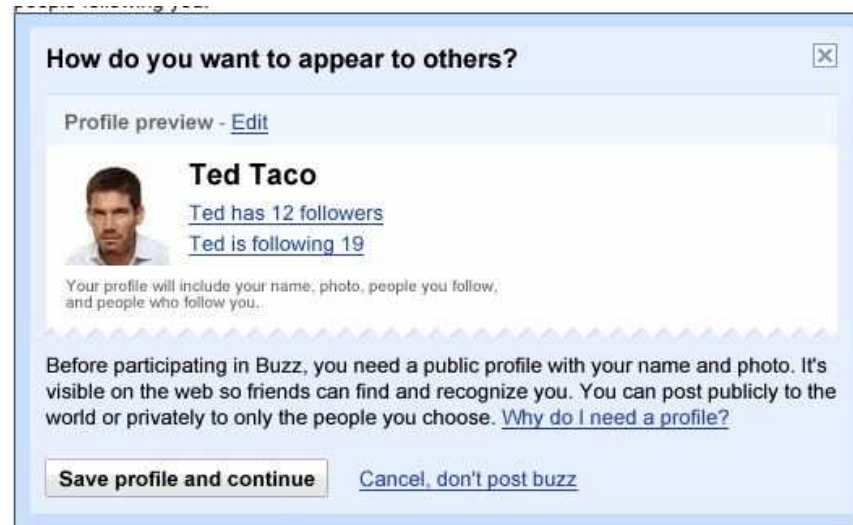 people following you.
How do you want to appear to others?
Profile preview - Edit
Ted Taco
Ted has 12 followers
Ted is following 19
Your profile will include your name, photo, people you follow,
and people who follow you.
Before participating in Buzz, you need a public profile with your name and photo. It's
visible on the web so friends can find and recognize you. You can post publicly to the
world or privately to only the people you choose. Why do I need a profile?
Save profile and continue
Cancel, don't post buzz